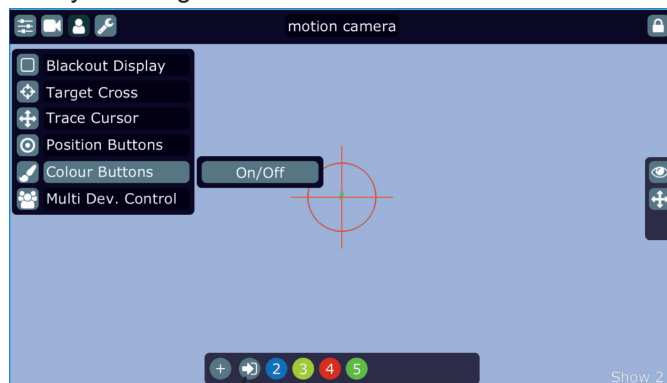 motion camera
Blackout Display
Target Cross
Trace Cursor
Position Buttons
Colour Buttons
On/Off
Multi Dev. Control
2 3 4 5
Show 2